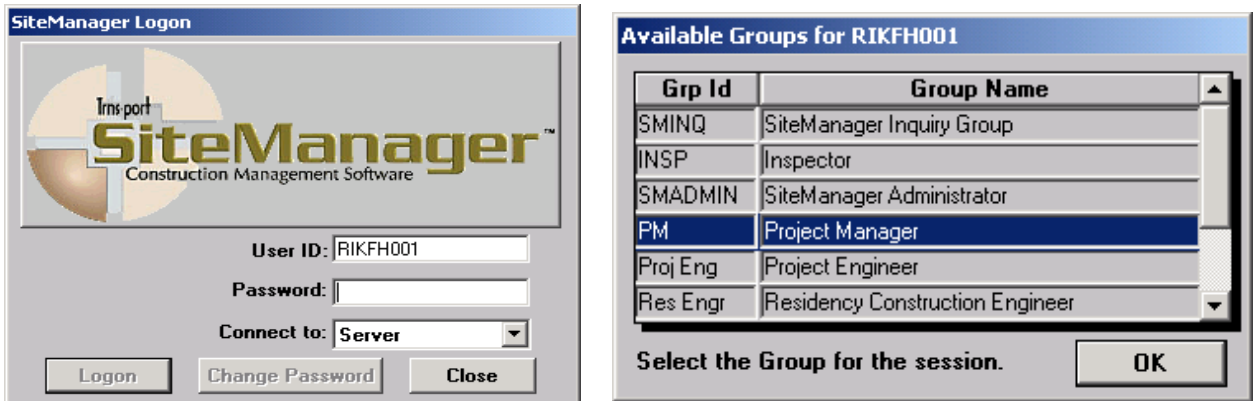 SiteManager Logon
Trns·port
SiteManager™
Construction Management Software
User ID: RIKFH001
Password:
Connect to: Server
Logon Change Password Close
Available Groups for RIKFH001
Grp Id Group Name
SMINQ SiteManager Inquiry Group
INSP Inspector
SMADMIN SiteManager Administrator
PM Project Manager
Proj Eng Project Engineer
Res Engr Residency Construction Engineer
Select the Group for the session. OK